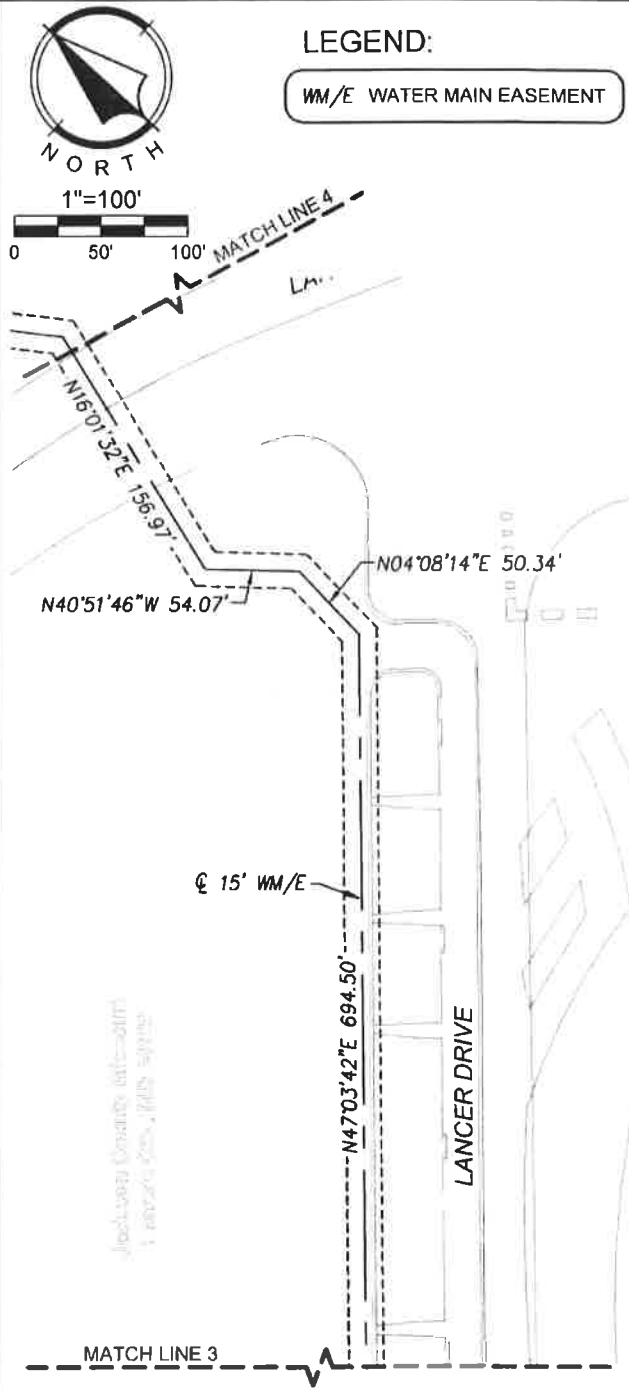 LEGEND:
WM/E WATER MAIN EASEMENT
NORTH
1"=100'
0 50' 100'
MATCH LINE 4
N16°01'32"E 156.97'
N04°08'14"E 50.34'
N40°51'46"W 54.07'
℄ 15' WM/E
N47°03'42"E 694.50'
LANCER DRIVE
MATCH LINE 3